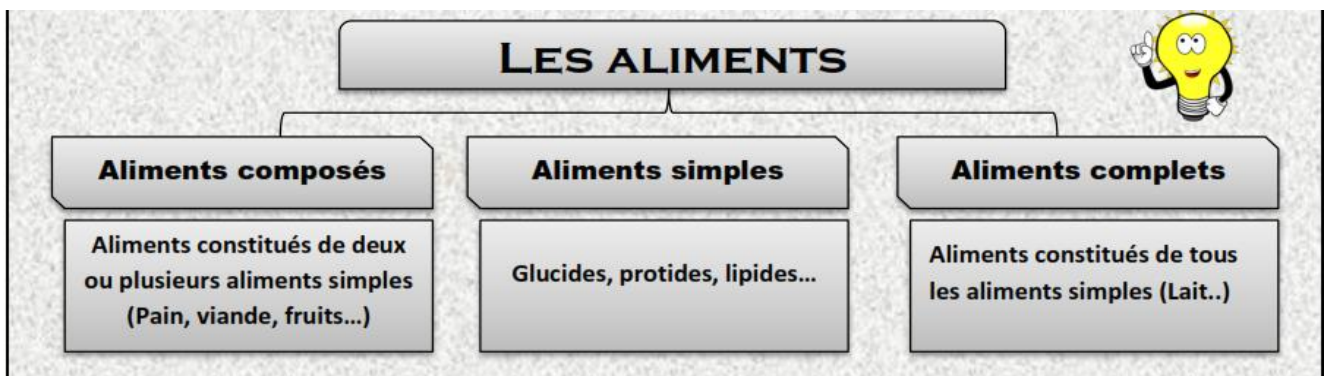 LES ALIMENTS
Aliments composés
Aliments constitués de deux
ou plusieurs aliments simples
(Pain, viande, fruits...)
Aliments simples
Glucides, protides, lipides...
Aliments complets
Aliments constitués de tous
les aliments simples (Lait..)